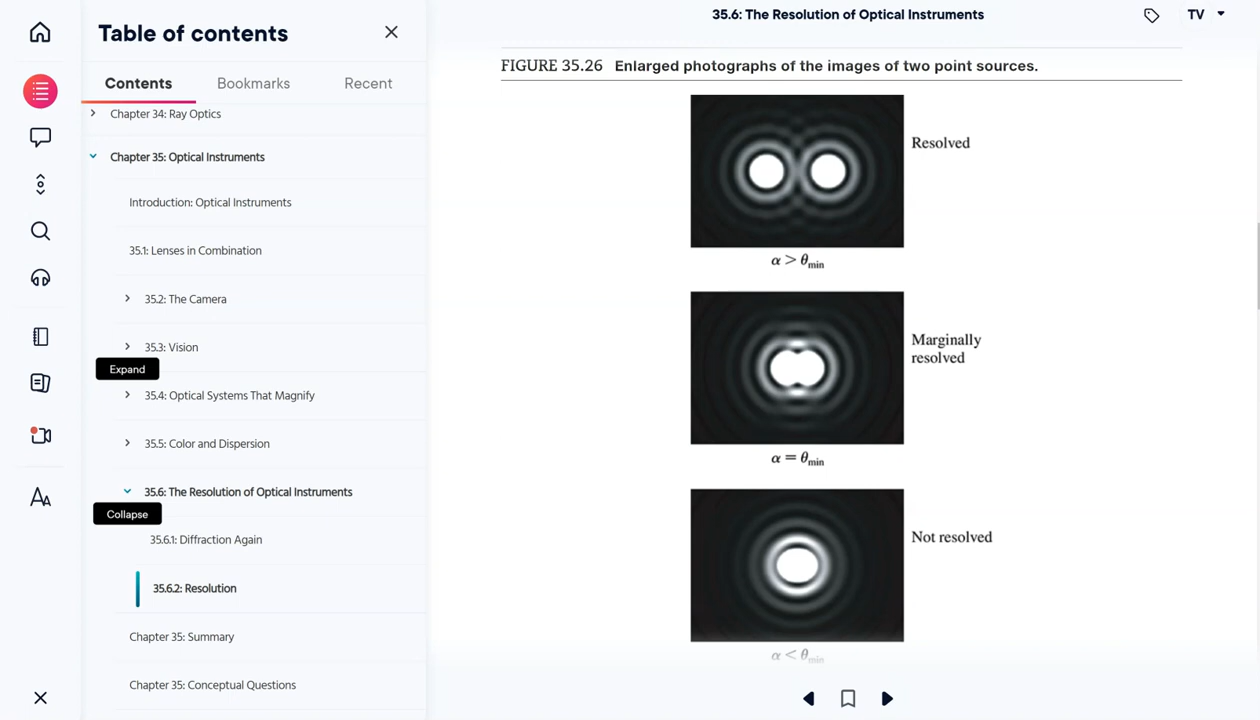 35.6: The Resolution of Optical Instruments
TV
Table of contents
Contents
Bookmarks
Recent
Chapter 34: Ray Optics
Chapter 35: Optical Instruments
Introduction: Optical Instruments
35.1: Lenses in Combination
35.2: The Camera
35.3: Vision
Expand
35.4: Optical Systems That Magnify
35.5: Color and Dispersion
35.6: The Resolution of Optical Instruments
Collapse
35.6.1: Diffraction Again
35.6.2: Resolution
Chapter 35: Summary
Chapter 35: Conceptual Questions
AA
FIGURE 35.26 Enlarged photographs of the images of two point sources.
Resolved
α > θmin
Marginally
resolved
α = θmin
Not resolved
α < θmin